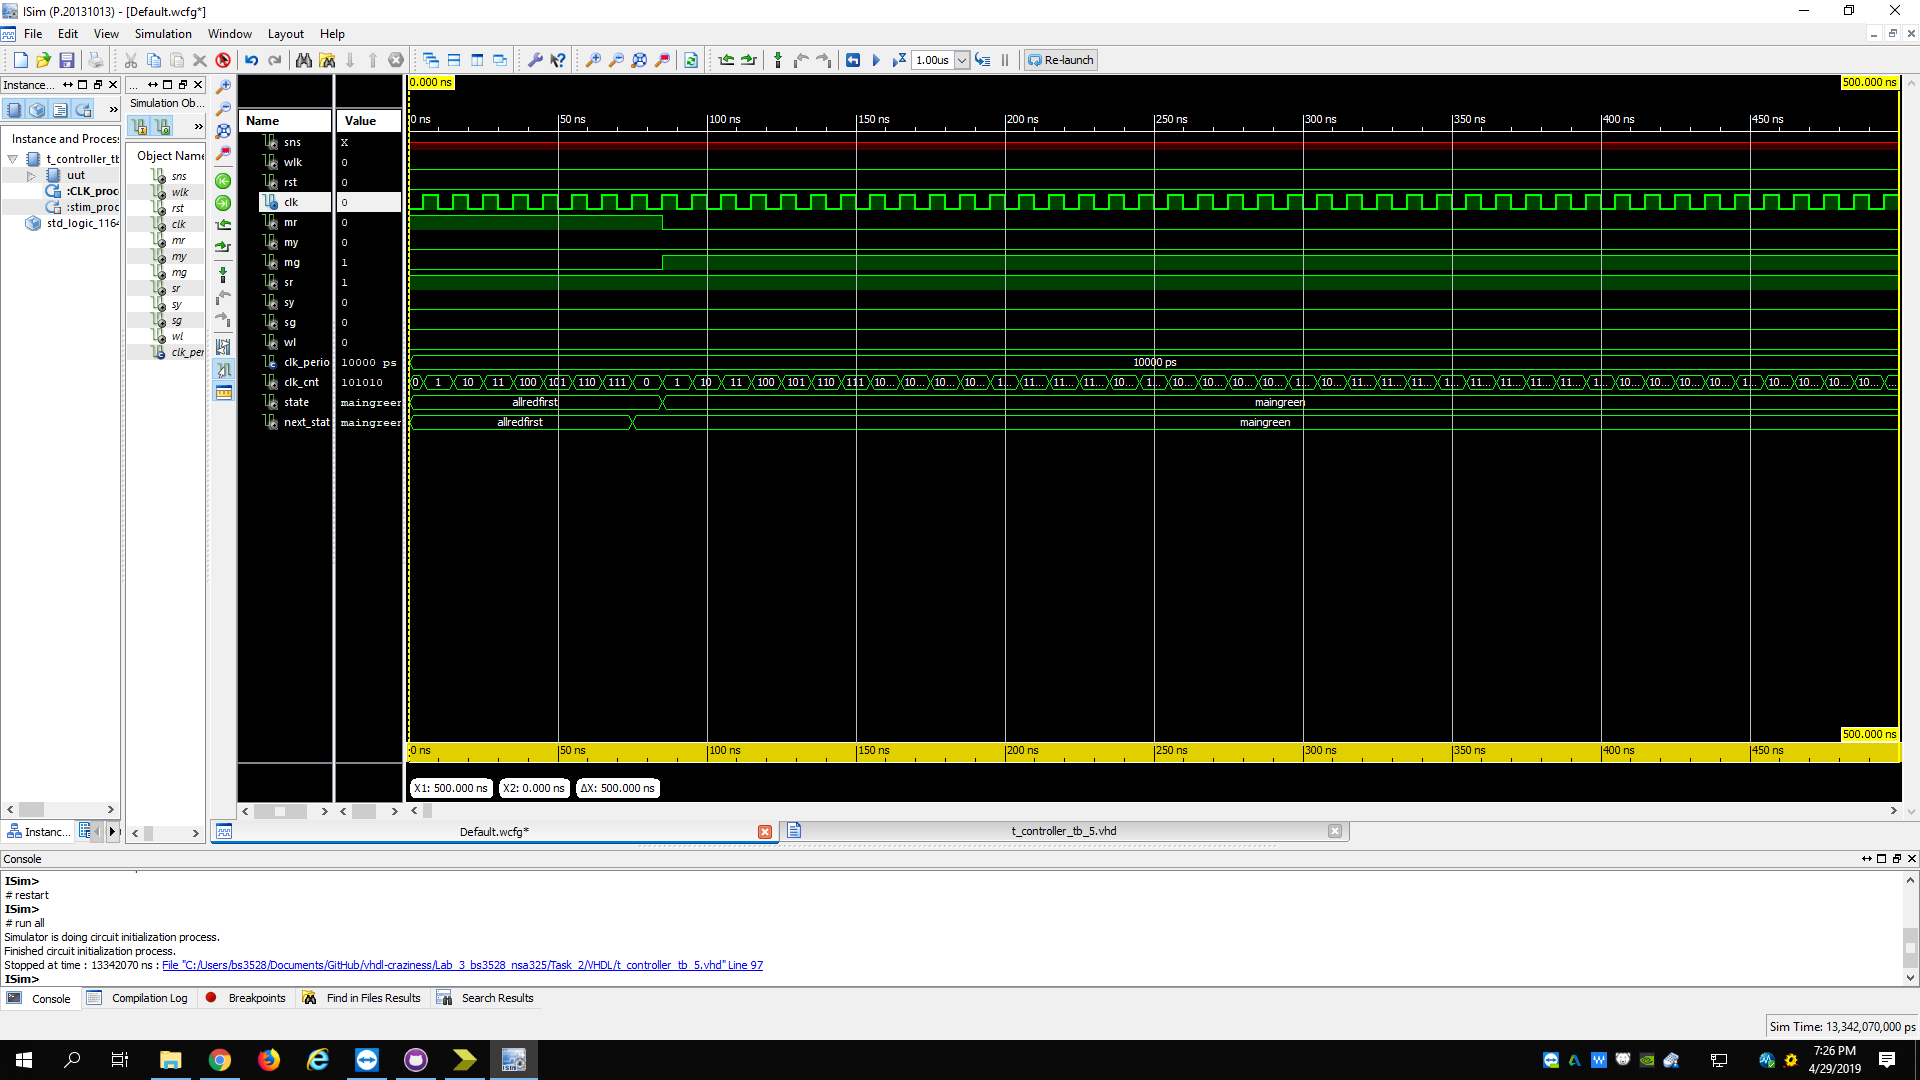 ISim (P.20131013) - [Default.wcfg*]
File Edit View Simulation Window Layout Help
1.00us Re-launch
Instance...
...
Simulation Ob...
»
»
Instance and Process
t_controller_tb
uut
:CLK_proc
:stim_proc
std_logic_1164
Object Name
sns
wlk
rst
clk
mr
my
mg
sr
sy
sg
wl
clk_per
Name Value
sns X
wlk 0
rst 0
clk 0
mr 0
my 0
mg 1
sr 1
sy 0
sg 0
wl 0
clk_perio 10000 ps
clk_cnt 101010
state maingreen
next_stat maingreen
0.000 ns 500.000 ns
0 ns 50 ns 100 ns 150 ns 200 ns 250 ns 300 ns 350 ns 400 ns 450 ns
10000 ps
0 1 10 11 100 101 110 111 0 1 10 11 100 101 110 111 10... 10... 10... 10... 1... 11... 11... 11... 10... 1... 10... 10... 10... 1... 10... 11... 11... 11... 1... 11... 11... 11... 10... 1... 10... 10... 10... 10... 1... 10... 10... 10... 10... ...
allredfirst maingreen
allredfirst maingreen
500.000 ns
0 ns 50 ns 100 ns 150 ns 200 ns 250 ns 300 ns 350 ns 400 ns 450 ns
X1: 500.000 ns X2: 0.000 ns ΔX: 500.000 ns
Instanc...
Default.wcfg* t_controller_tb_5.vhd
Console
ISim>
# restart
ISim>
# run all
Simulator is doing circuit initialization process.
Finished circuit initialization process.
Stopped at time : 13342070 ns : File "C:/Users/bs3528/Documents/GitHub/vhdl-craziness/Lab_3_bs3528_nsa325/Task_2/VHDL/t_controller_tb_5.vhd" Line 97
ISim>
Console Compilation Log Breakpoints Find in Files Results Search Results
Sim Time: 13,342,070,000 ps
7:26 PM
4/29/2019